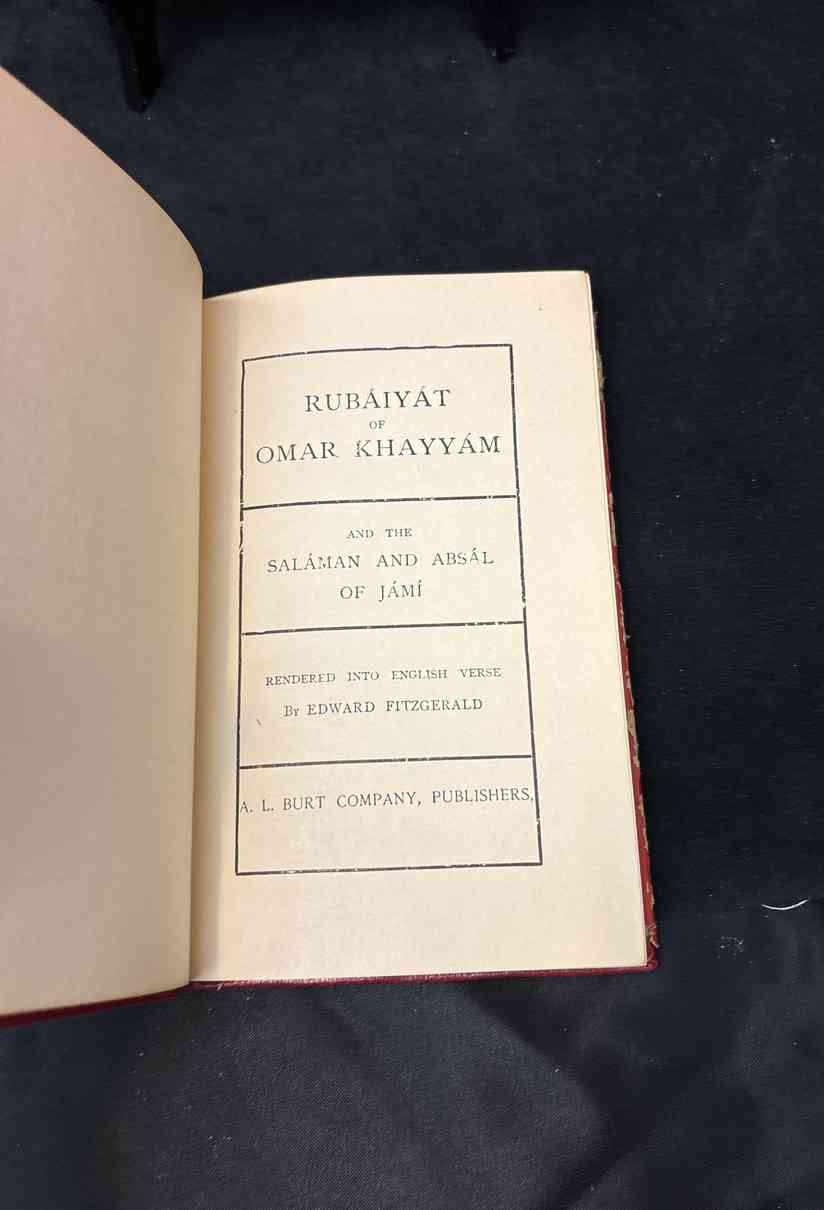 RUBÁIYÁT
OF
OMAR KHAYYÁM
AND THE
SALÁMAN AND ABSÁL
OF JÁMÍ
RENDERED INTO ENGLISH VERSE
By EDWARD FITZGERALD
A. L. BURT COMPANY, PUBLISHERS,